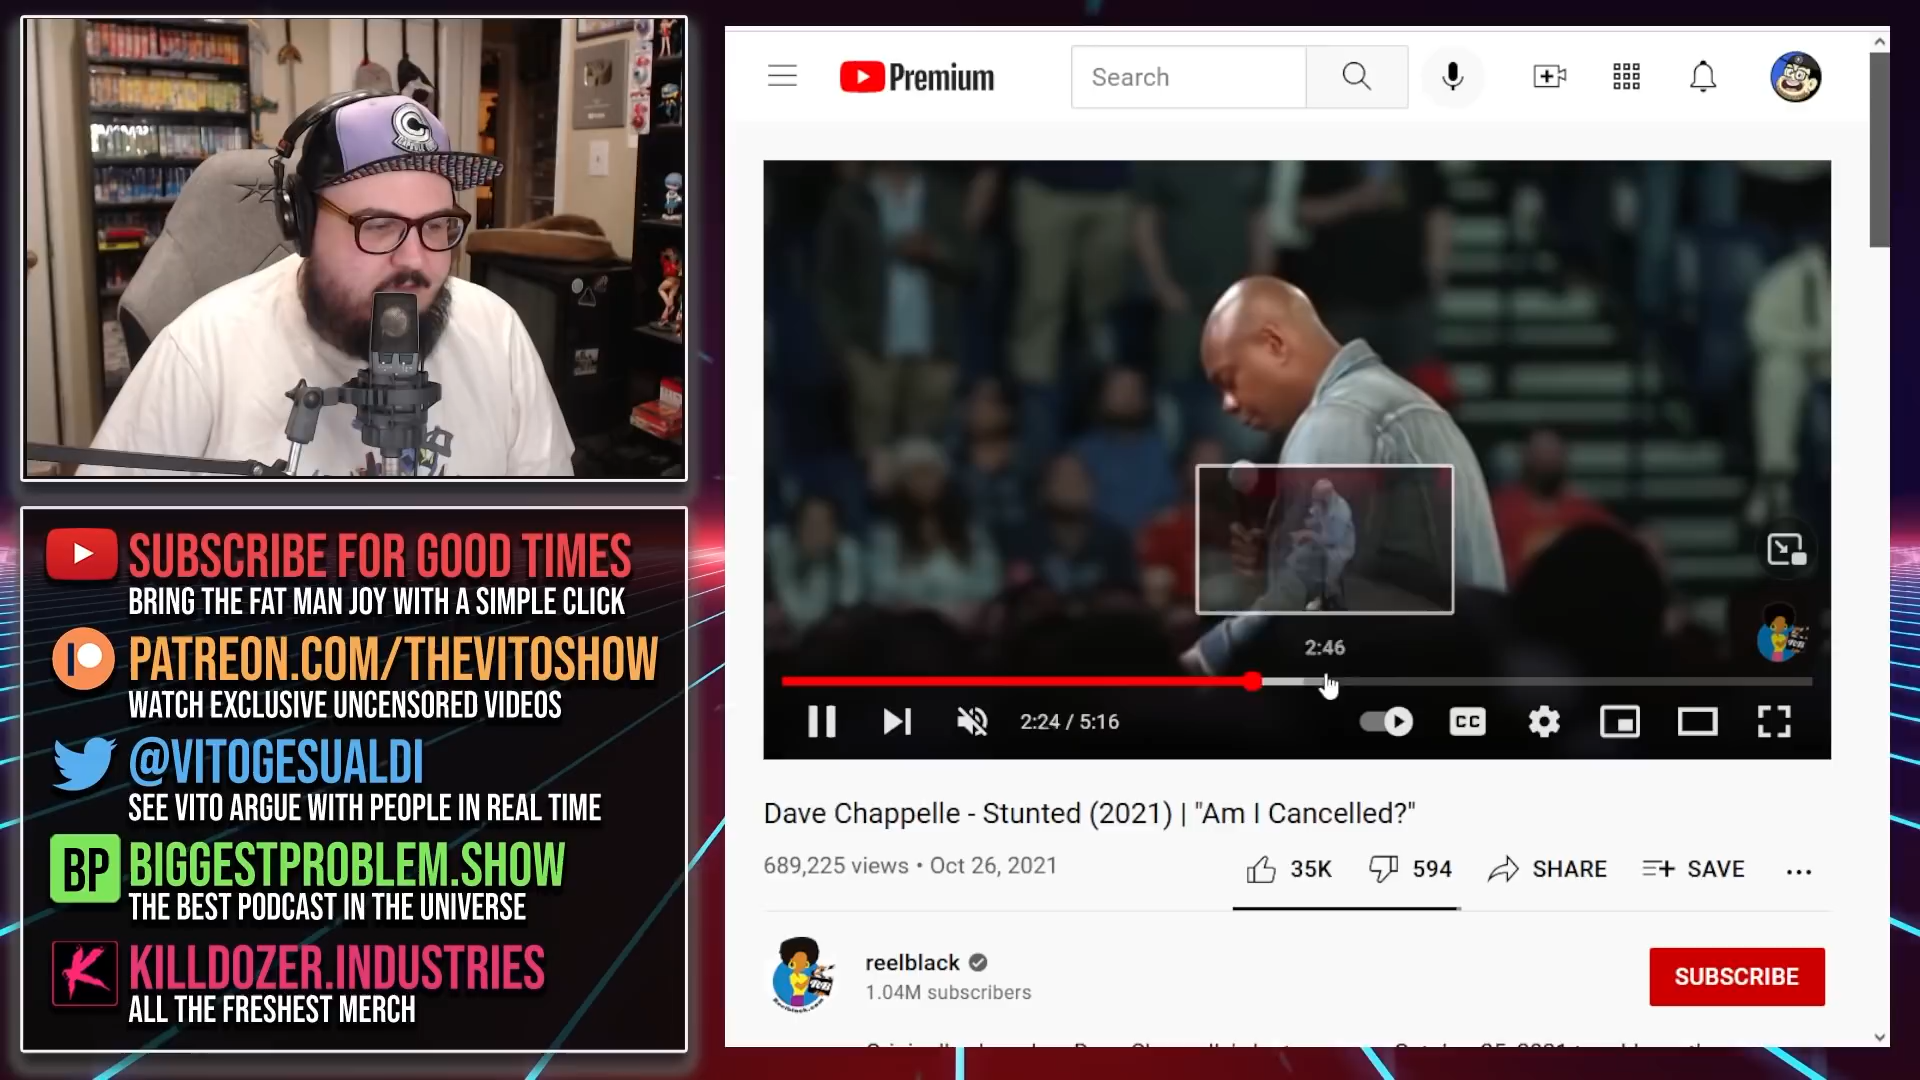 Premium
Search
2:46
2:24 / 5:16
CC
Dave Chappelle - Stunted (2021) | "Am I Cancelled?"
689,225 views • Oct 26, 2021
35K
594
SHARE
SAVE
reelblack
1.04M subscribers
SUBSCRIBE
SUBSCRIBE FOR GOOD TIMES
BRING THE FAT MAN JOY WITH A SIMPLE CLICK
PATREON.COM/THEVITOSHOW
WATCH EXCLUSIVE UNCENSORED VIDEOS
@VITOGESUALDI
SEE VITO ARGUE WITH PEOPLE IN REAL TIME
BP
BIGGESTPROBLEM.SHOW
THE BEST PODCAST IN THE UNIVERSE
KILLDOZER.INDUSTRIES
ALL THE FRESHEST MERCH